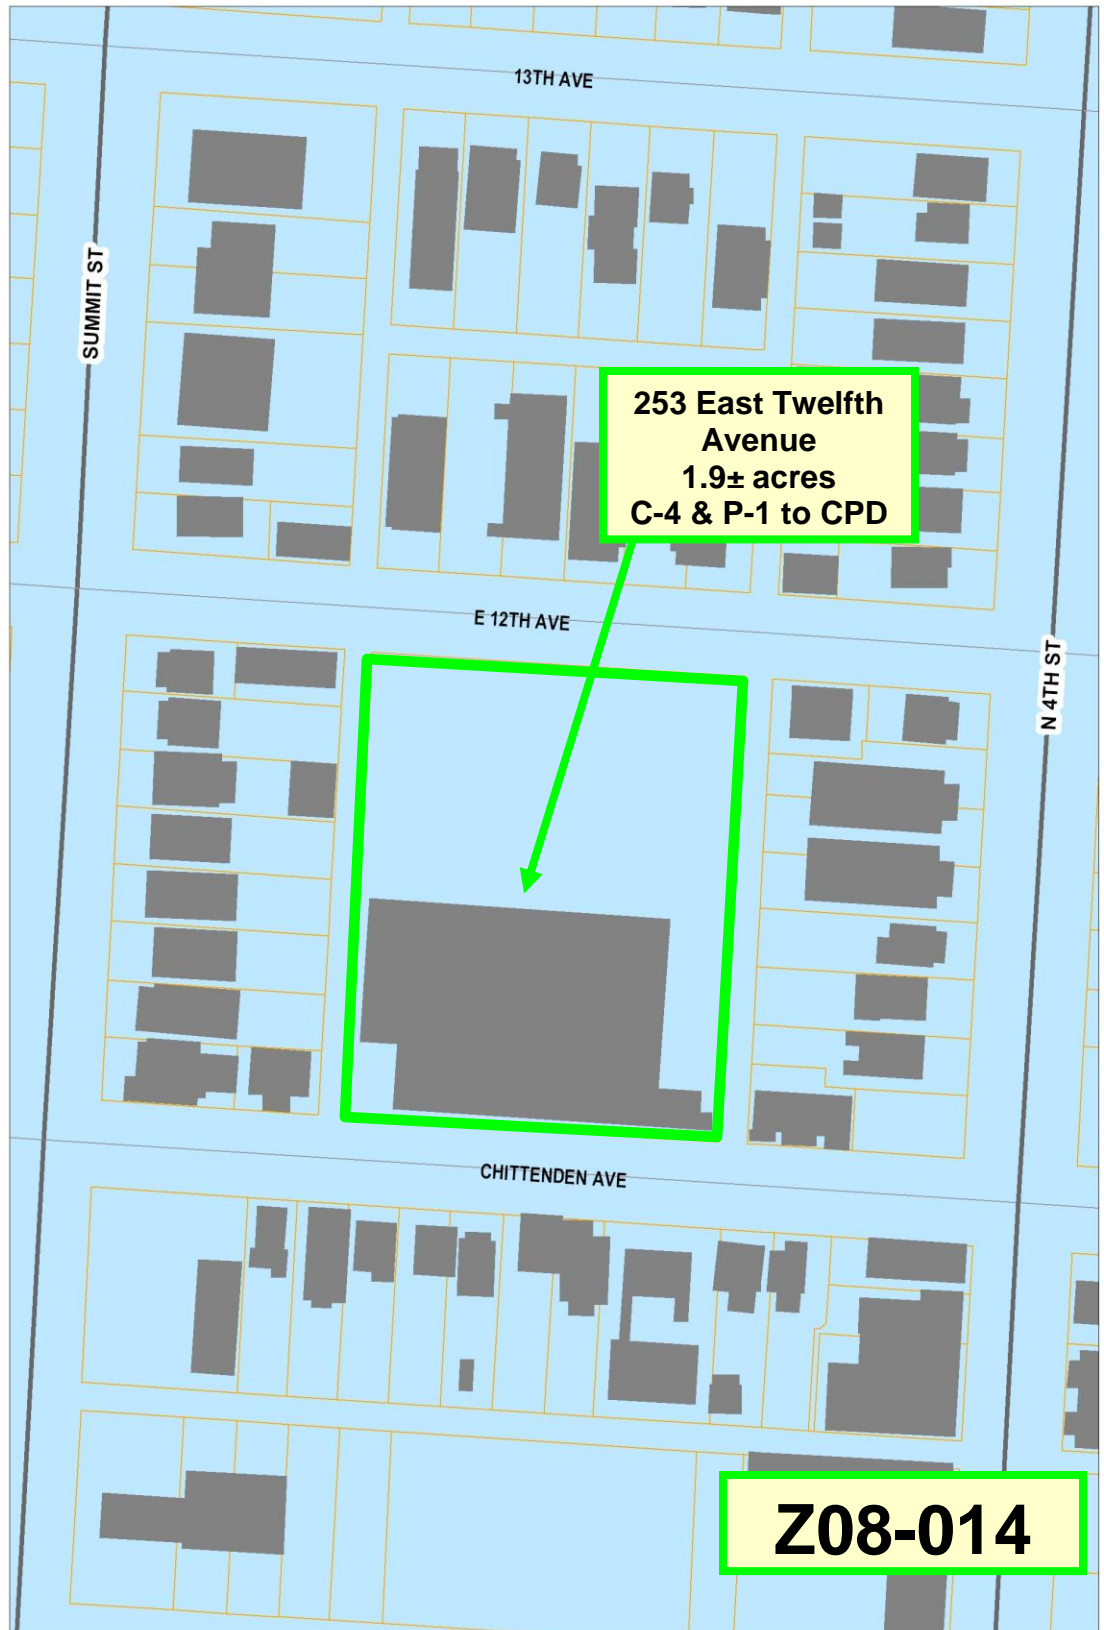 13TH AVE
SUMMIT ST
253 East Twelfth
Avenue
1.9± acres
C-4 & P-1 to CPD
E 12TH AVE
N 4TH ST
CHITTENDEN AVE
Z08-014